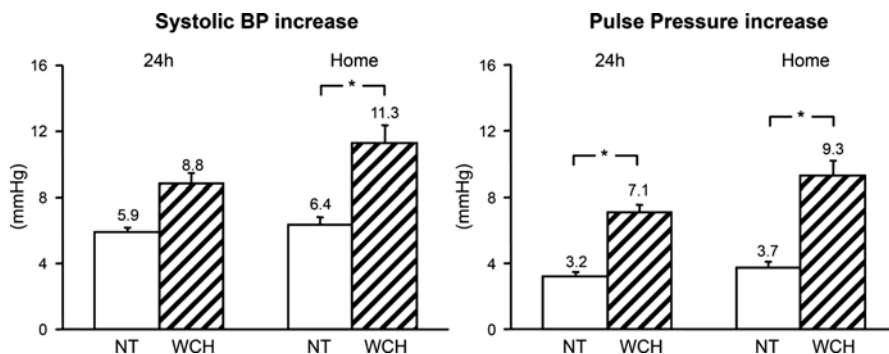 Systolic BP increase
24h
Home
16
12
8
4
0
(mmHg)
5.9
8.8
6.4
11.3
*
NT
WCH
NT
WCH
Pulse Pressure increase
24h
Home
16
12
8
4
0
(mmHg)
3.2
7.1
*
3.7
9.3
*
NT
WCH
NT
WCH